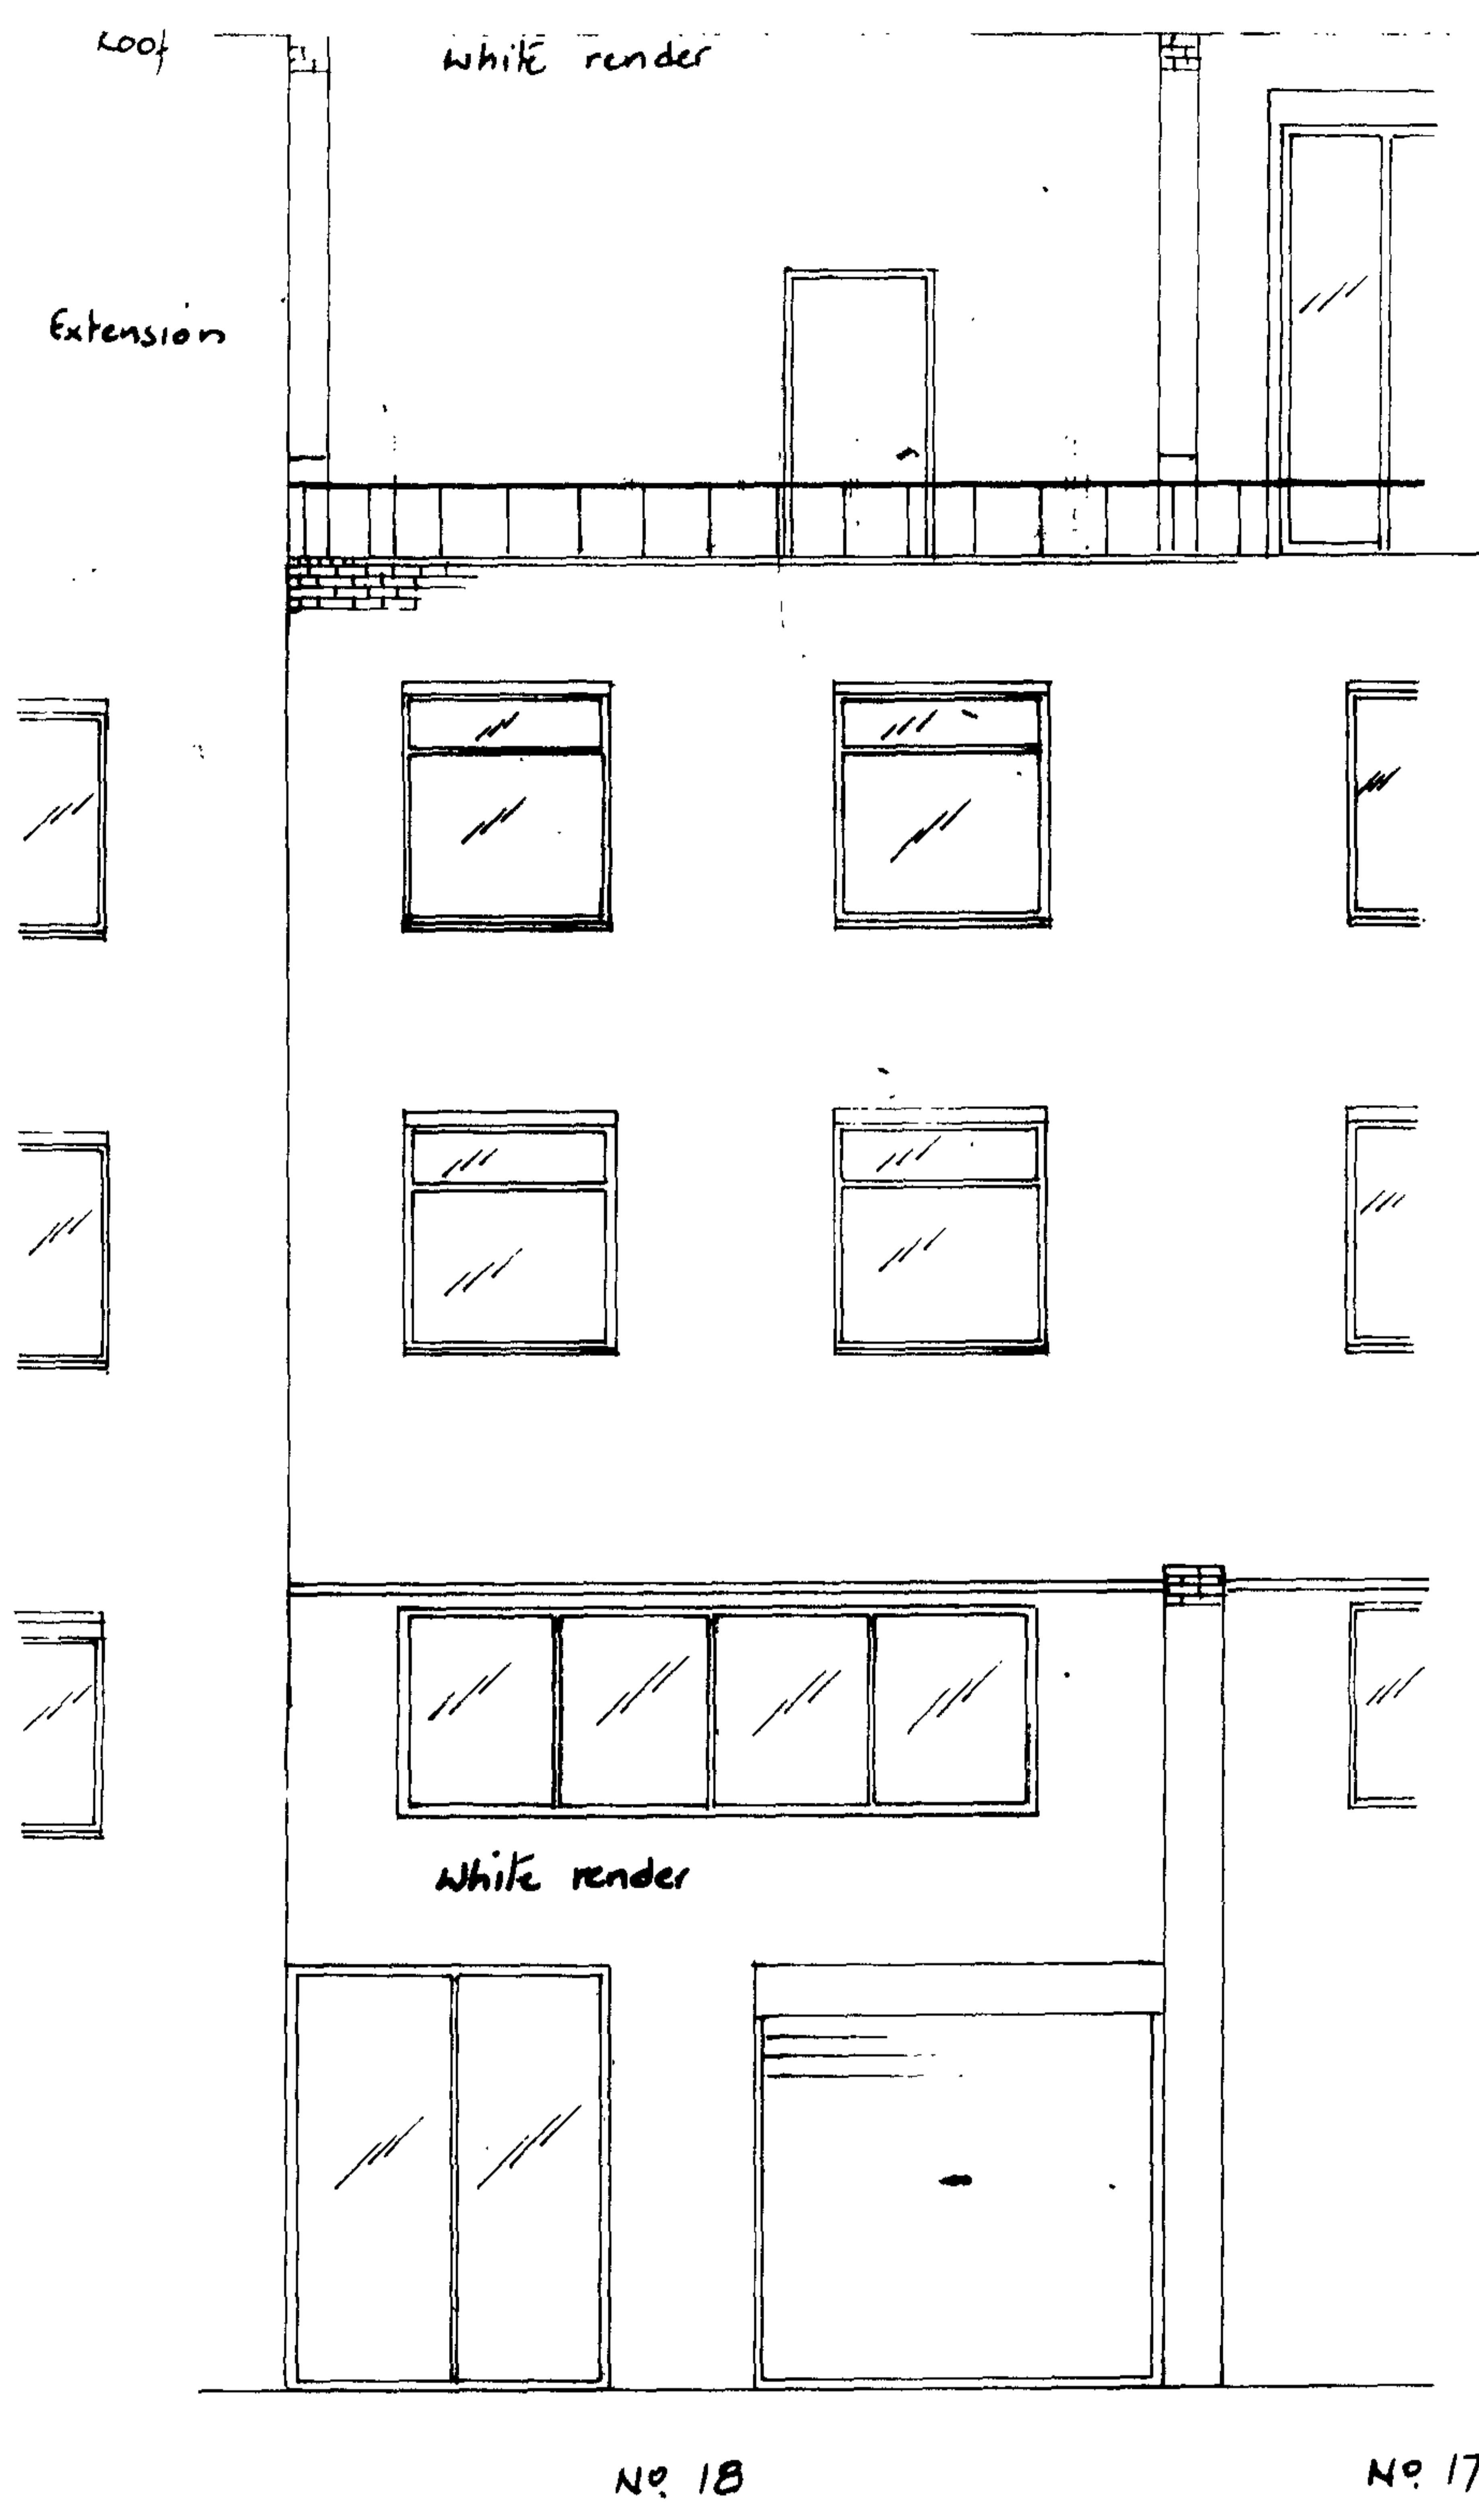 Roof
white render
Extension
White render
No. 18
No. 17